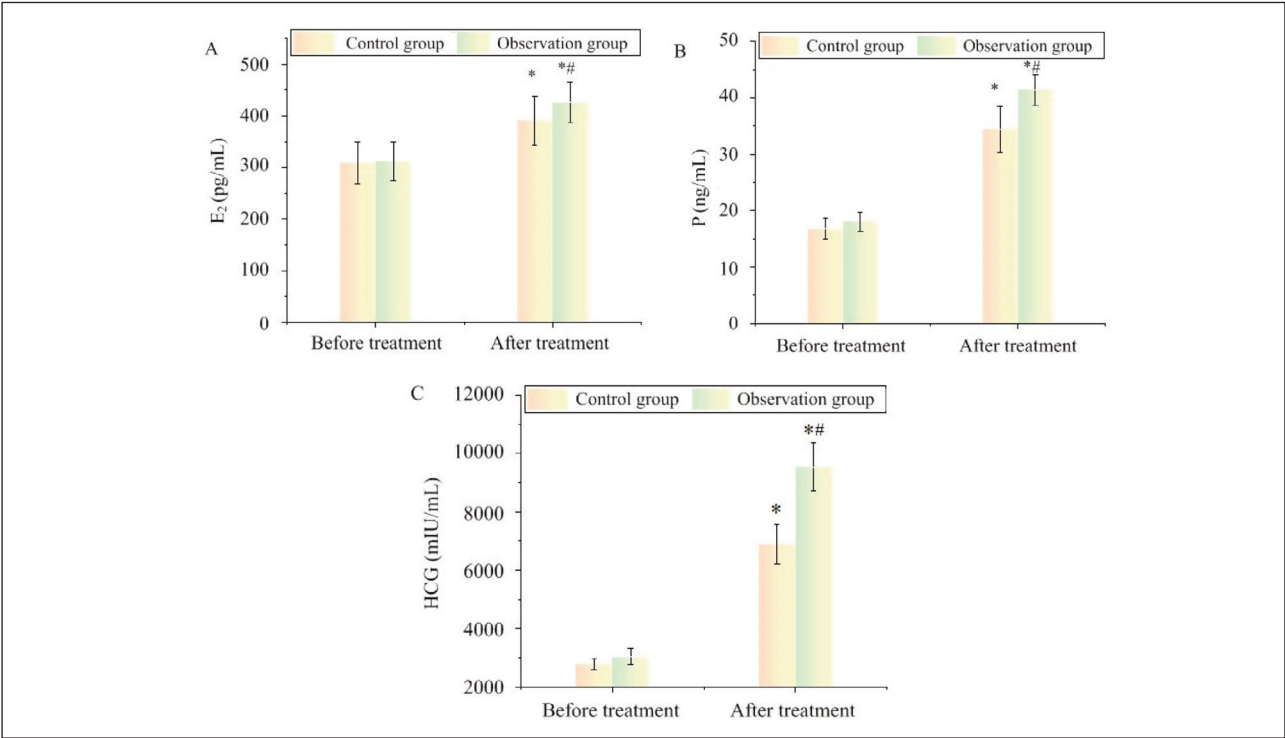 A
Control group Observation group
500
400
300
200
100
0
E₂ (pg/mL)
* *#
Before treatment After treatment
B
Control group Observation group
50
40
30
20
10
0
P (ng/mL)
* *#
Before treatment After treatment
C
Control group Observation group
12000
10000
8000
6000
4000
2000
HCG (mIU/mL)
* *#
Before treatment After treatment